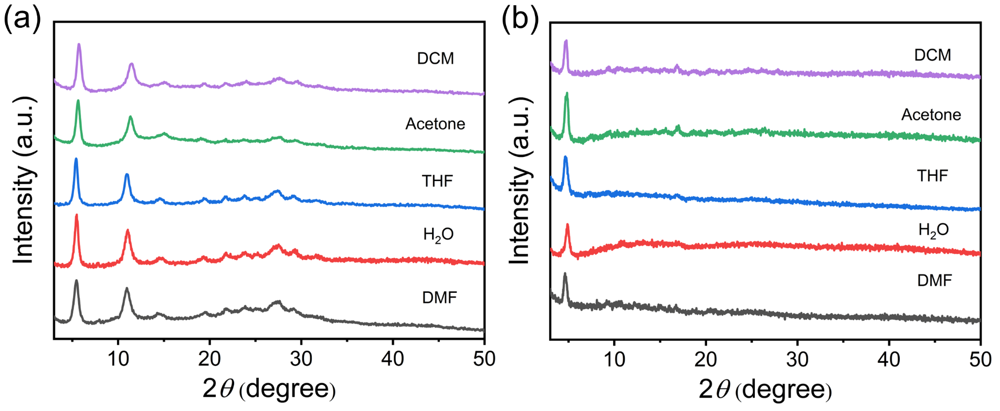 (a)
DCM
Acetone
THF
H₂O
DMF
Intensity (a.u.)
10 20 30 40 50
2θ (degree)
(b)
DCM
Acetone
THF
H₂O
DMF
Intensity (a.u.)
10 20 30 40 50
2θ (degree)